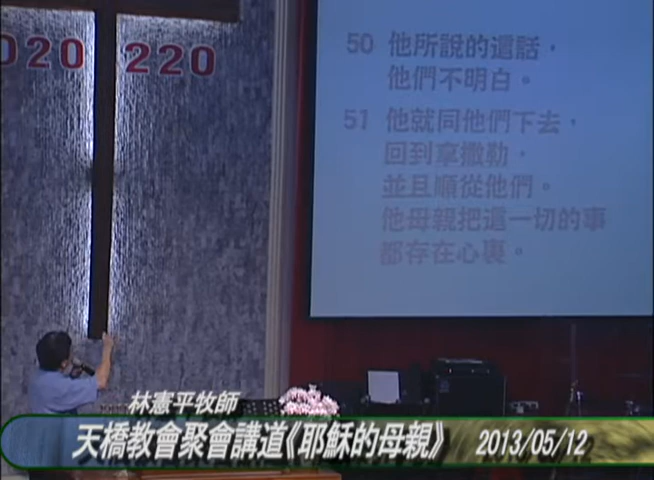 020 220
50 他所說的這話，
他們不明白。
51 他就同他們下去，
回到拿撒勒，
並且順從他們。
他母親把這一切的事
都存在心裏。
林憲平牧師
天橋教會聚會講道《耶穌的母親》 2013/05/12